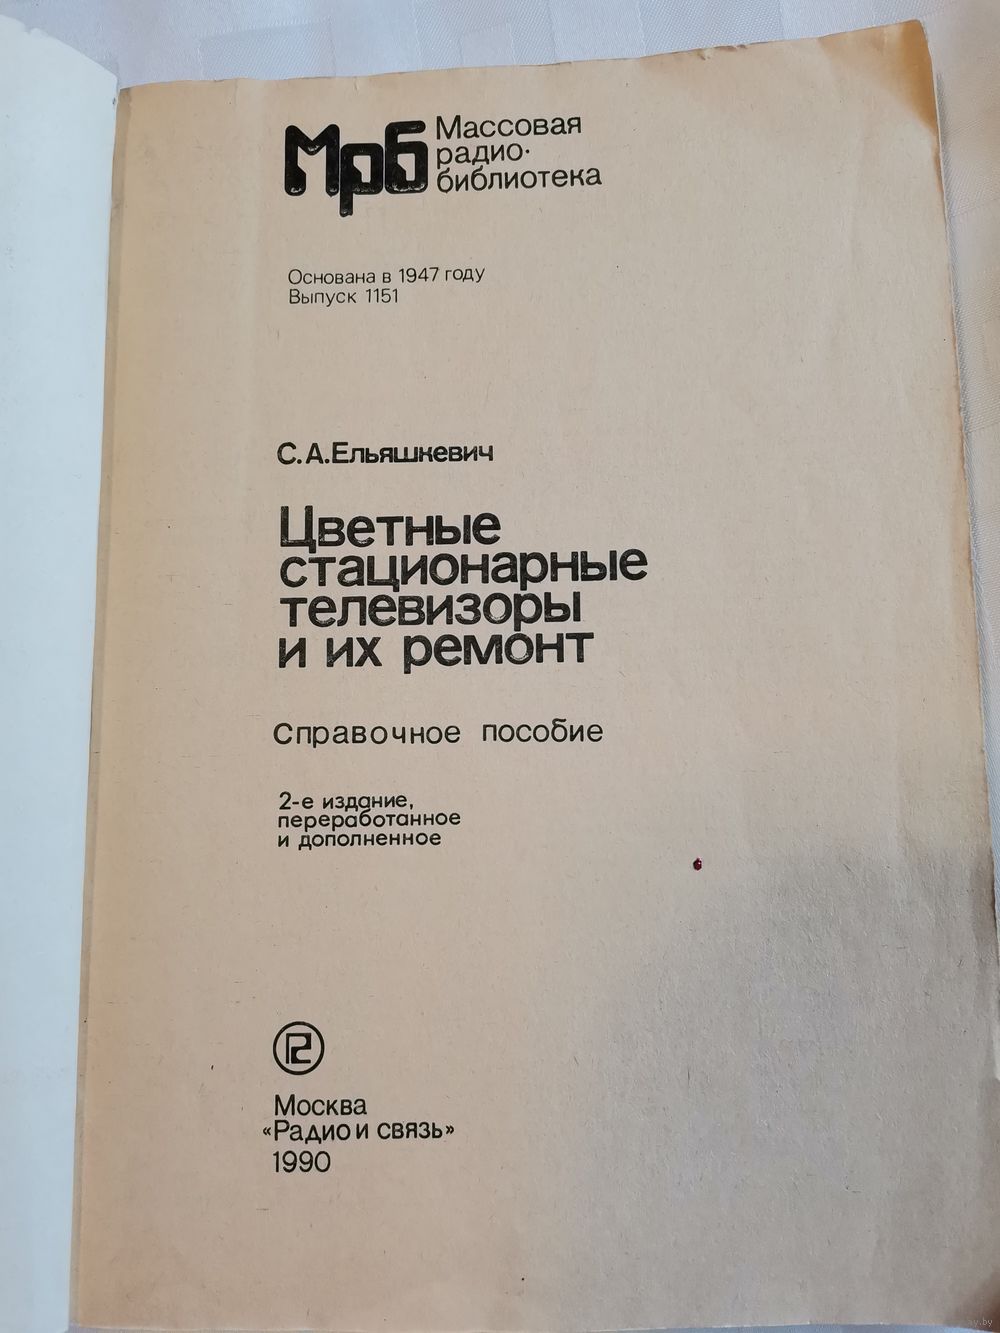 Мрб
Массовая
радио-
библиотека
Основана в 1947 году
Выпуск 1151
С.А.Ельяшкевич
Цветные
стационарные
телевизоры
и их ремонт
Справочное пособие
2-е издание,
переработанное
и дополненное
Москва
«Радио и связь»
1990